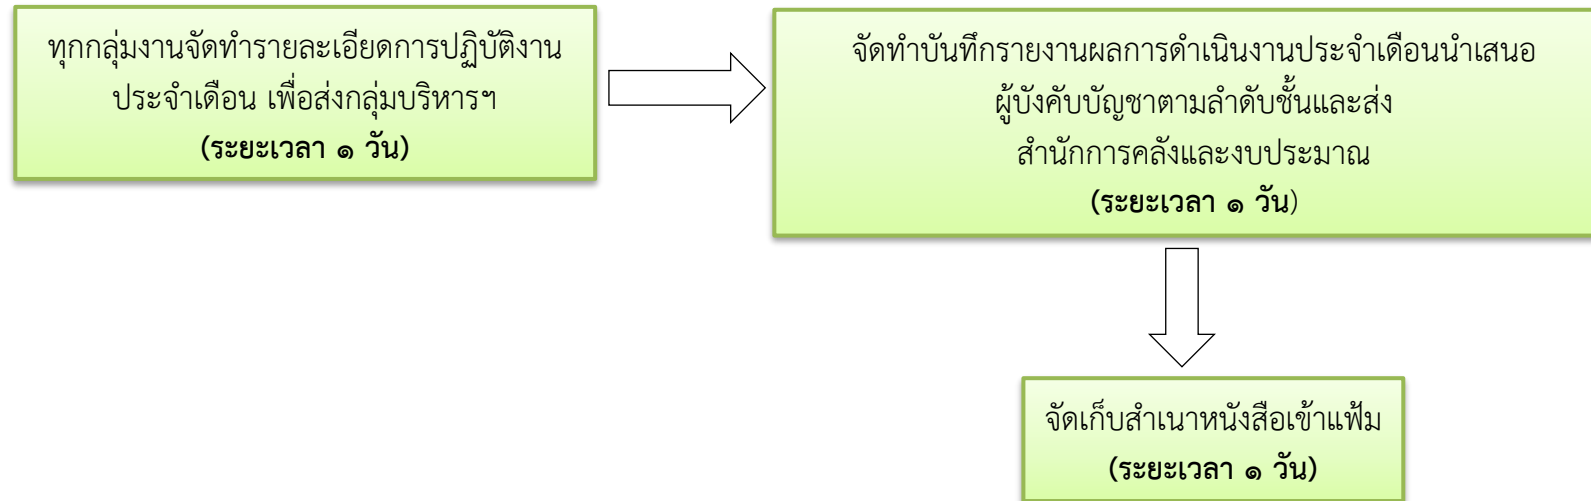 ทุกกลุ่มงานจัดทำรายละเอียดการปฏิบัติงาน
ประจำเดือน เพื่อส่งกลุ่มบริหารฯ
(ระยะเวลา ๑ วัน)
จัดทำบันทึกรายงานผลการดำเนินงานประจำเดือนนำเสนอ
ผู้บังคับบัญชาตามลำดับชั้นและส่ง
สำนักการคลังและงบประมาณ
(ระยะเวลา ๑ วัน)
จัดเก็บสำเนาหนังสือเข้าแฟ้ม
(ระยะเวลา ๑ วัน)